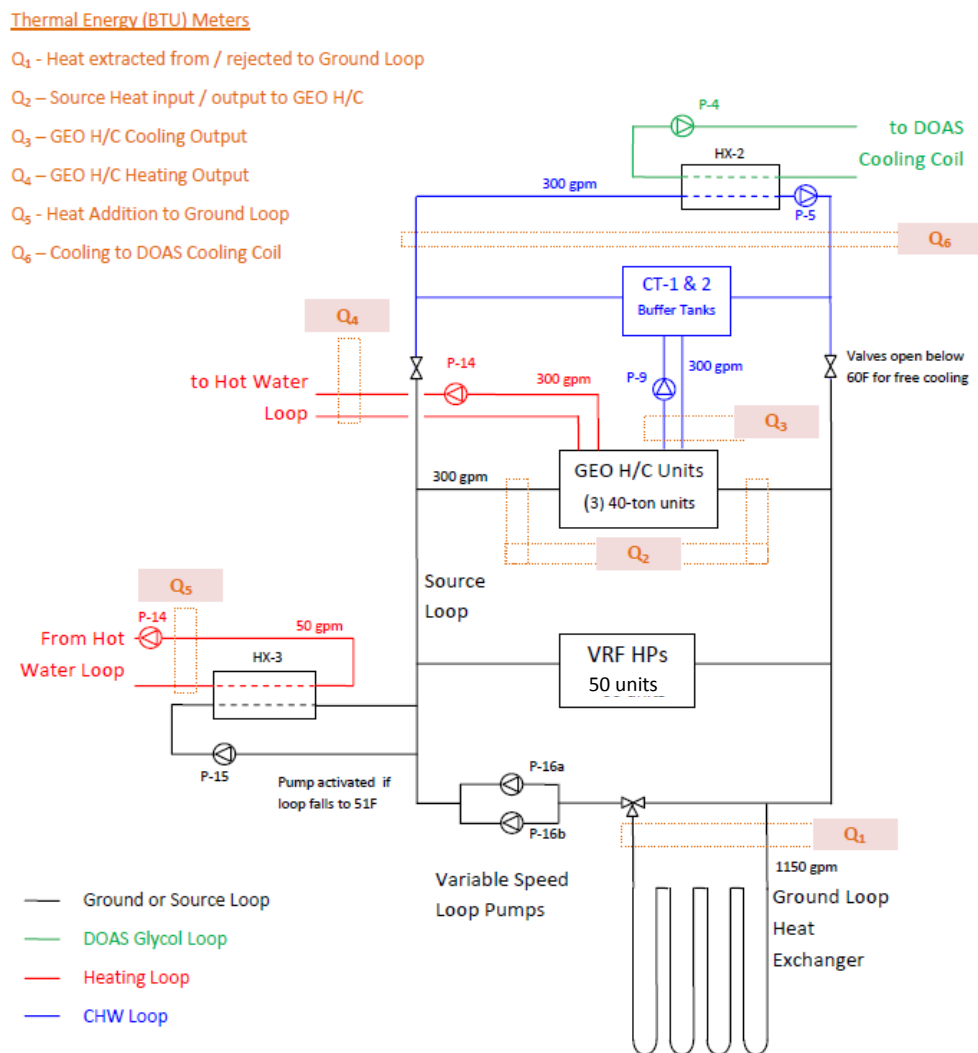 Thermal Energy (BTU) Meters
Q₁ - Heat extracted from / rejected to Ground Loop
Q₂ – Source Heat input / output to GEO H/C
Q₃ – GEO H/C Cooling Output
Q₄ – GEO H/C Heating Output
Q₅ - Heat Addition to Ground Loop
Q₆ – Cooling to DOAS Cooling Coil
P-4
to DOAS
Cooling Coil
HX-2
300 gpm
P-5
Q₆
CT-1 & 2
Buffer Tanks
Q₄
P-14
300 gpm
P-9
300 gpm
Valves open below
60F for free cooling
to Hot Water
Loop
Q₃
GEO H/C Units
(3) 40-ton units
300 gpm
Q₂
Source
Loop
Q₅
P-14
50 gpm
From Hot
Water Loop
HX-3
VRF HPs
50 units
P-15
Pump activated if
loop falls to 51F
P-16a
P-16b
Q₁
1150 gpm
Variable Speed
Loop Pumps
Ground Loop
Heat
Exchanger
Ground or Source Loop
DOAS Glycol Loop
Heating Loop
CHW Loop